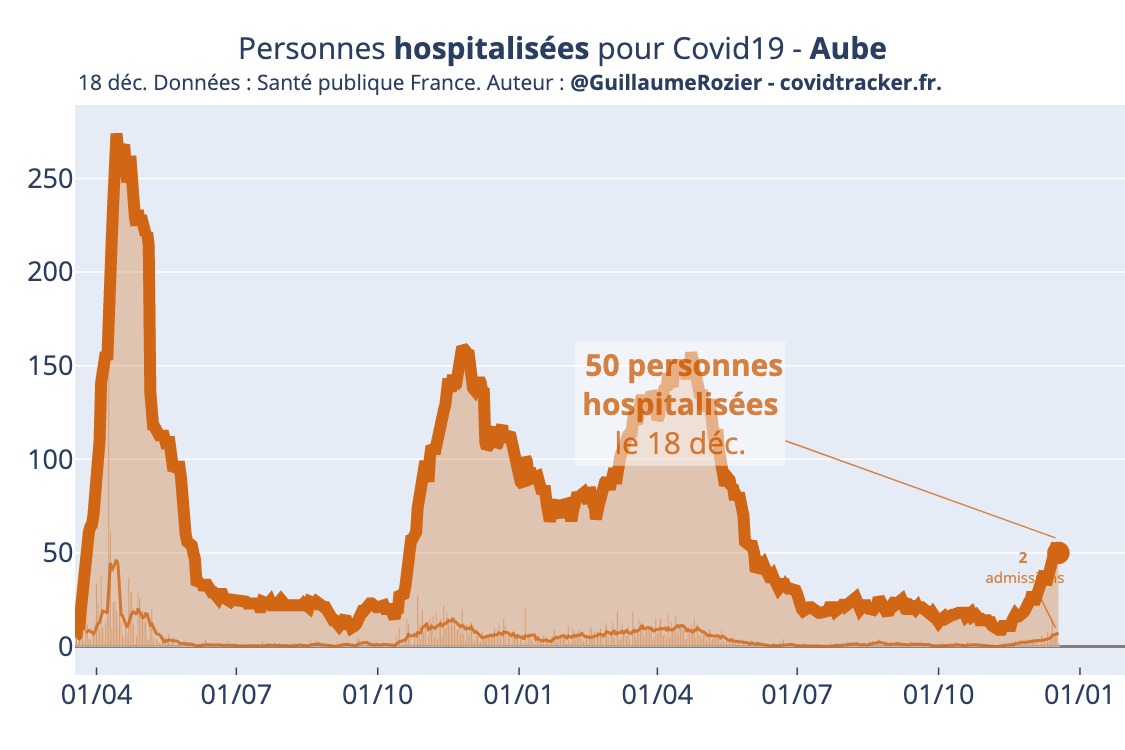 Personnes hospitalisées pour Covid19 - Aube
18 déc. Données : Santé publique France. Auteur : @GuillaumeRozier - covidtracker.fr.
250
200
150
100
50
0
50 personnes
hospitalisées
le 18 déc.
2
admissions
01/04 01/07 01/10 01/01 01/04 01/07 01/10 01/01